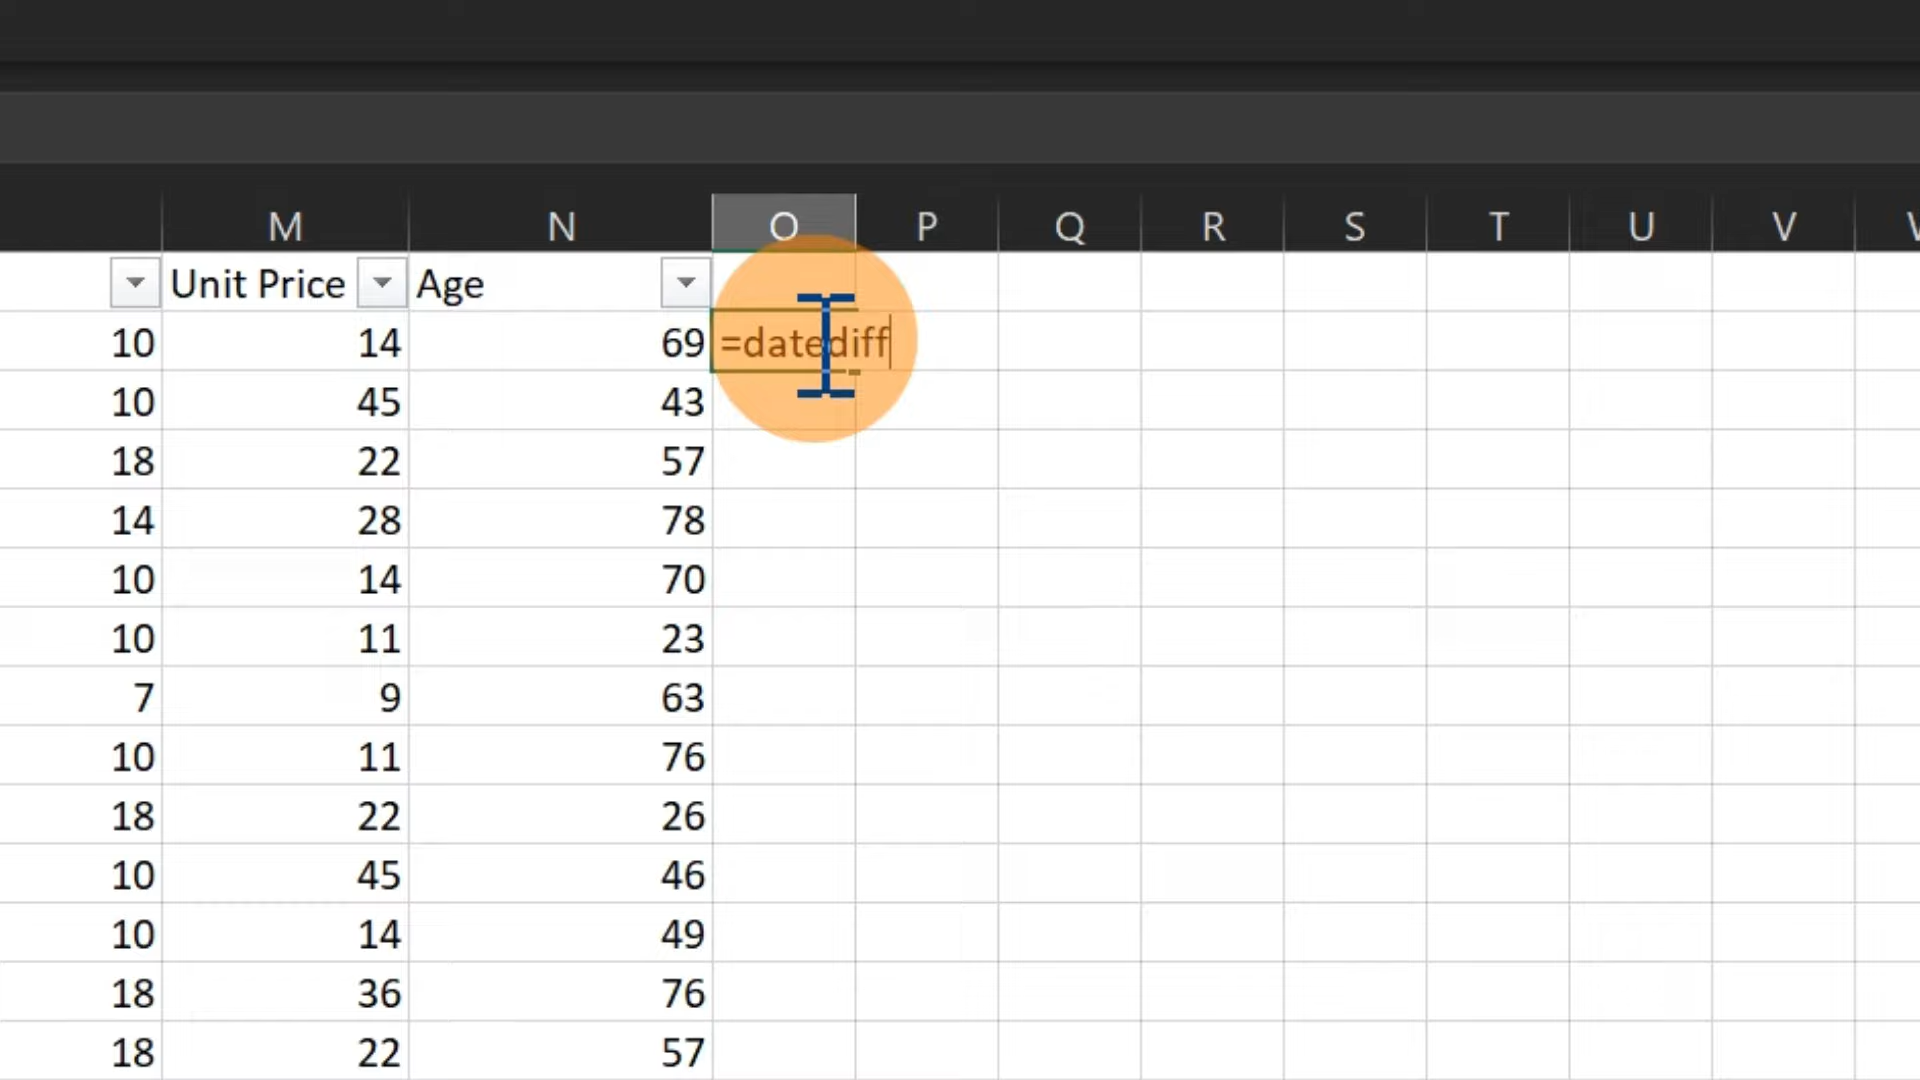 M N O P Q R S T U V
Unit Price Age
10 14 69 =datediff
10 45 43
18 22 57
14 28 78
10 14 70
10 11 23
7 9 63
10 11 76
18 22 26
10 45 46
10 14 49
18 36 76
18 22 57